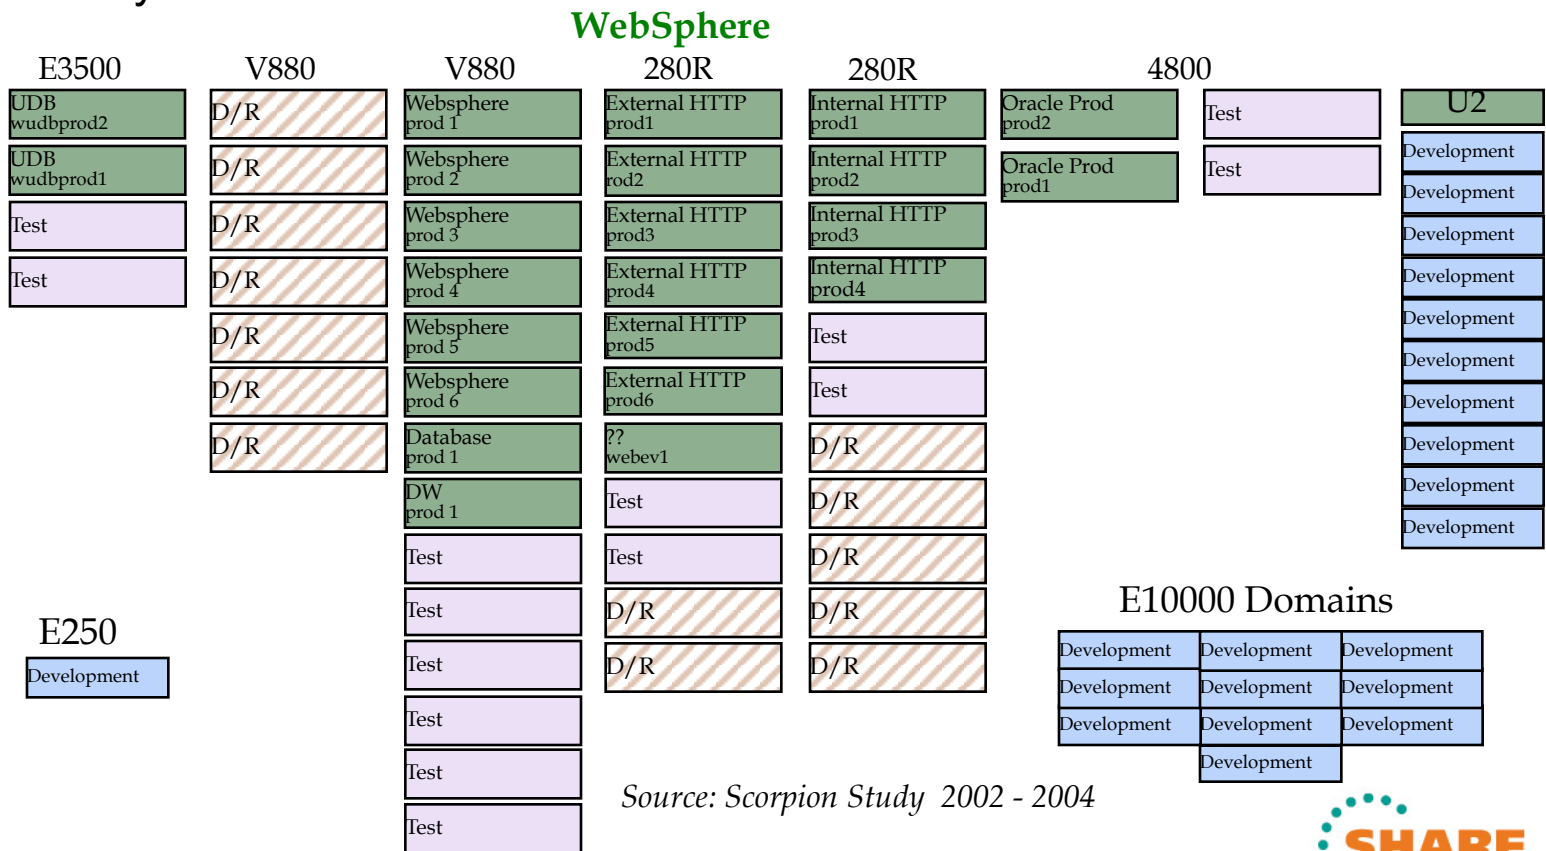 WebSphere
E3500
V880
V880
280R
280R
4800
UDB
wudbprod2
UDB
wudbprod1
Test
Test
D/R
D/R
D/R
D/R
D/R
D/R
D/R
Websphere
prod 1
Websphere
prod 2
Websphere
prod 3
Websphere
prod 4
Websphere
prod 5
Websphere
prod 6
Database
prod 1
DW
prod 1
Test
Test
Test
Test
Test
Test
External HTTP
prod1
External HTTP
rod2
External HTTP
prod3
External HTTP
prod4
External HTTP
prod5
External HTTP
prod6
??
webev1
Test
Test
D/R
D/R
Internal HTTP
prod1
Internal HTTP
prod2
Internal HTTP
prod3
Internal HTTP
prod4
Test
Test
D/R
D/R
D/R
D/R
D/R
Oracle Prod
prod2
Oracle Prod
prod1
Test
Test
U2
Development
Development
Development
Development
Development
Development
Development
Development
Development
Development
E250
Development
E10000 Domains
Development Development Development
Development Development Development
Development Development Development
Development
Source: Scorpion Study 2002 - 2004
SHARE